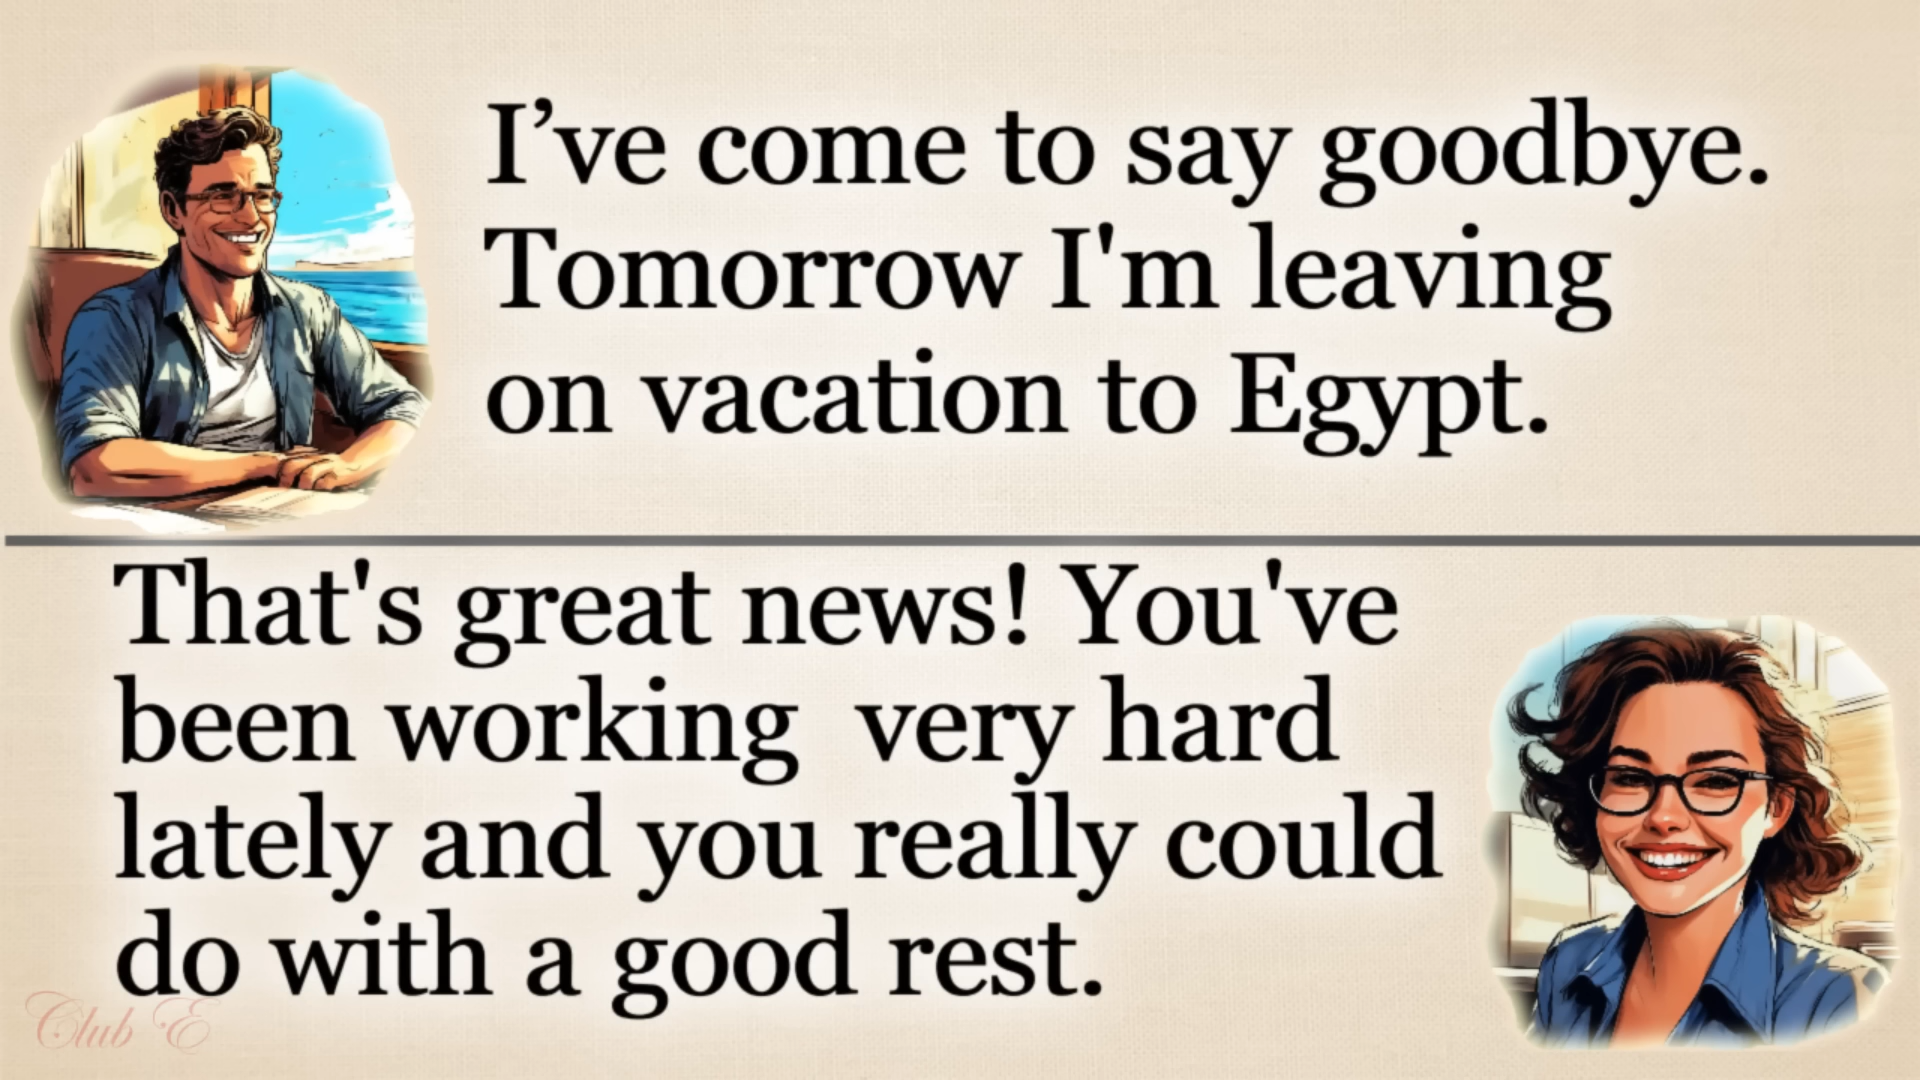 I’ve come to say goodbye.
Tomorrow I'm leaving
on vacation to Egypt.
That's great news! You've
been working  very hard
lately and you really could
do with a good rest.
Club E